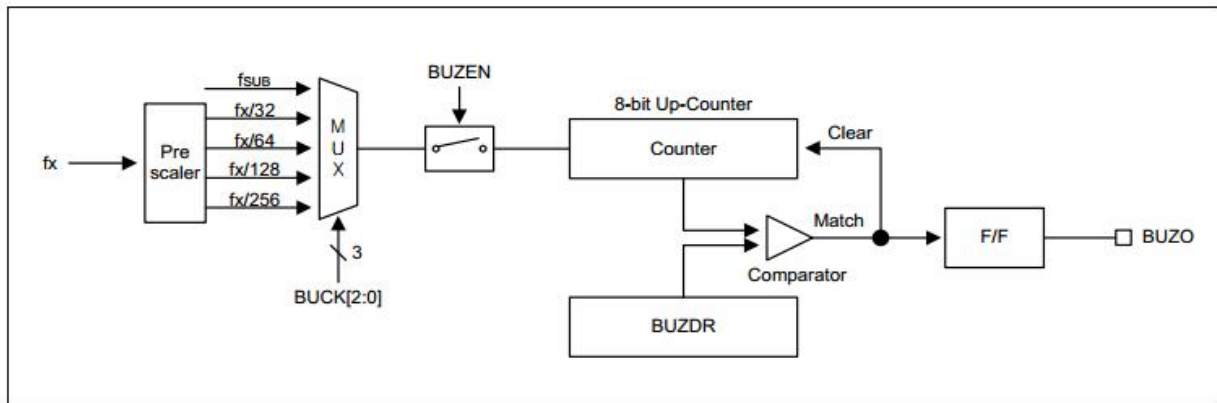 fx
Pre
scaler
fSUB
fx/32
fx/64
fx/128
fx/256
M
U
X
3
BUCK[2:0]
BUZEN
8-bit Up-Counter
Counter
Clear
Match
Comparator
BUZDR
F/F
BUZO